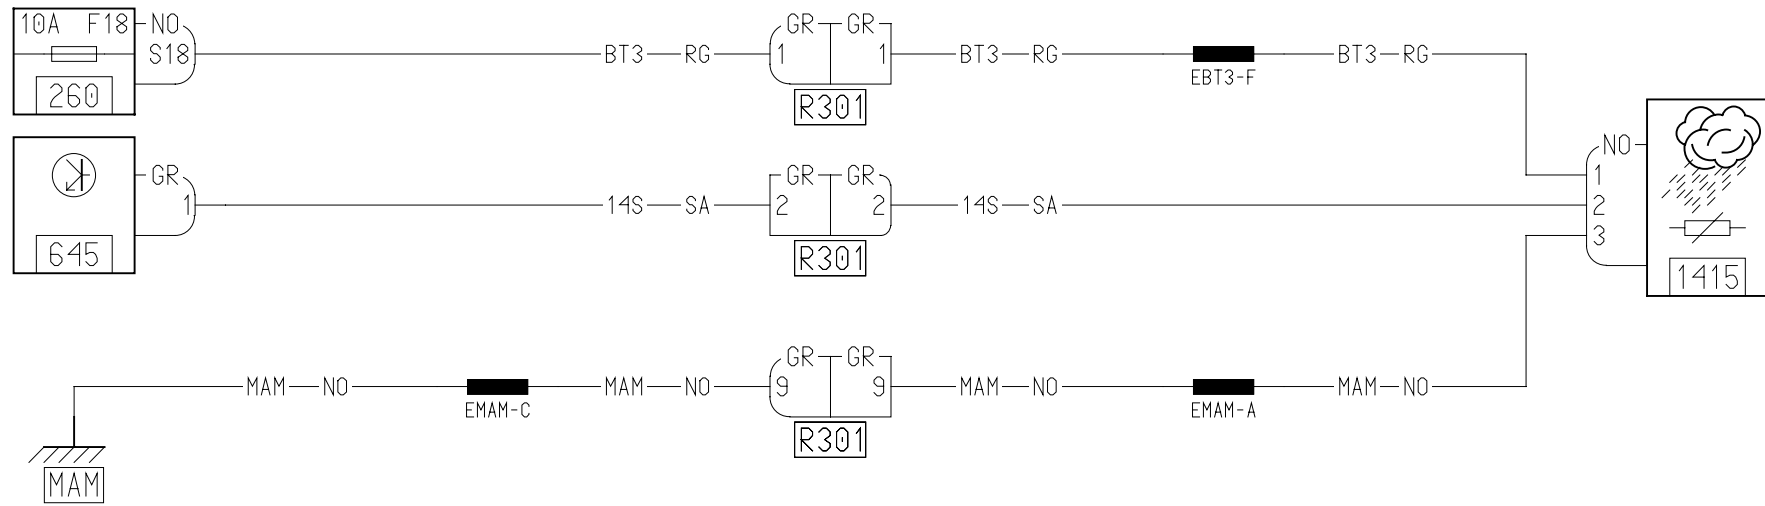 10A F18 NO GR GR
S18 BT3 RG 1 1 BT3 RG BT3 RG
EBT3-F
260 R301
NO
GR GR GR 1
1 14S SA 2 2 14S SA 2
3
645 R301 1415
GR GR
MAM NO MAM NO 9 9 MAM NO MAM NO
EMAM-C EMAM-A
R301
MAM